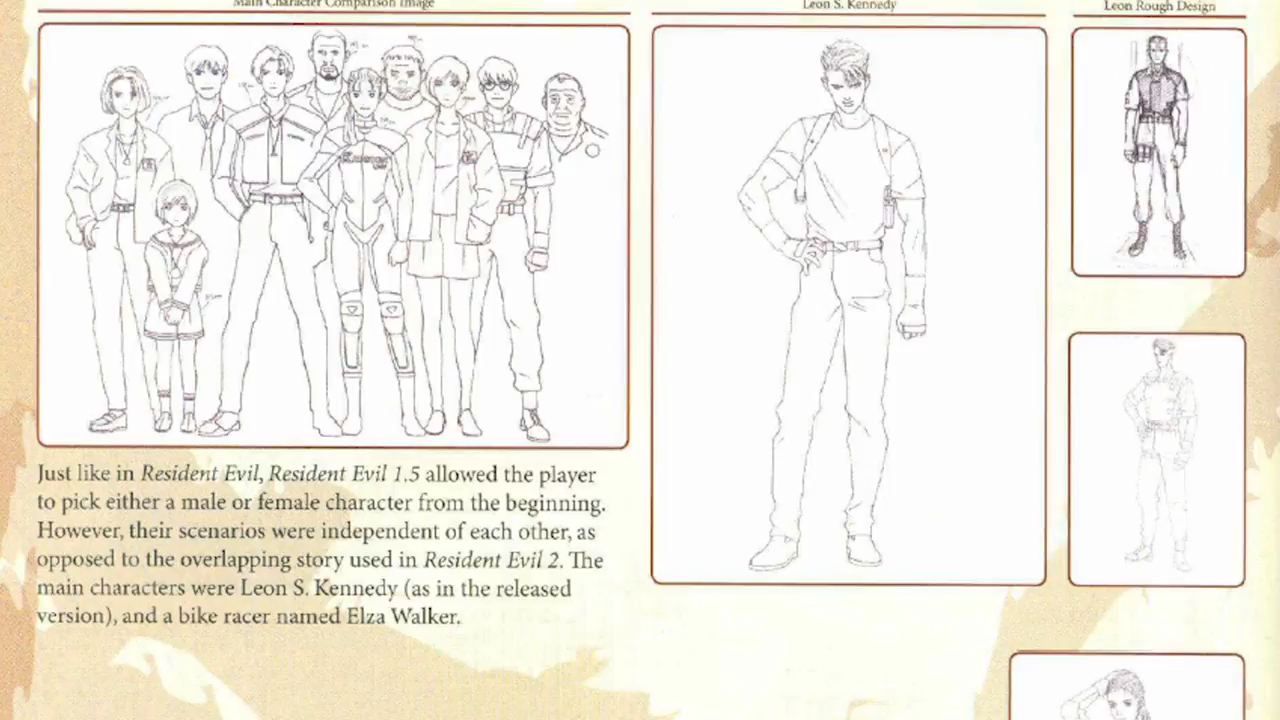 Main Character Comparison Image
Leon S. Kennedy
Leon Rough Design
Just like in Resident Evil, Resident Evil 1.5 allowed the player
to pick either a male or female character from the beginning.
However, their scenarios were independent of each other, as
opposed to the overlapping story used in Resident Evil 2. The
main characters were Leon S. Kennedy (as in the released
version), and a bike racer named Elza Walker.